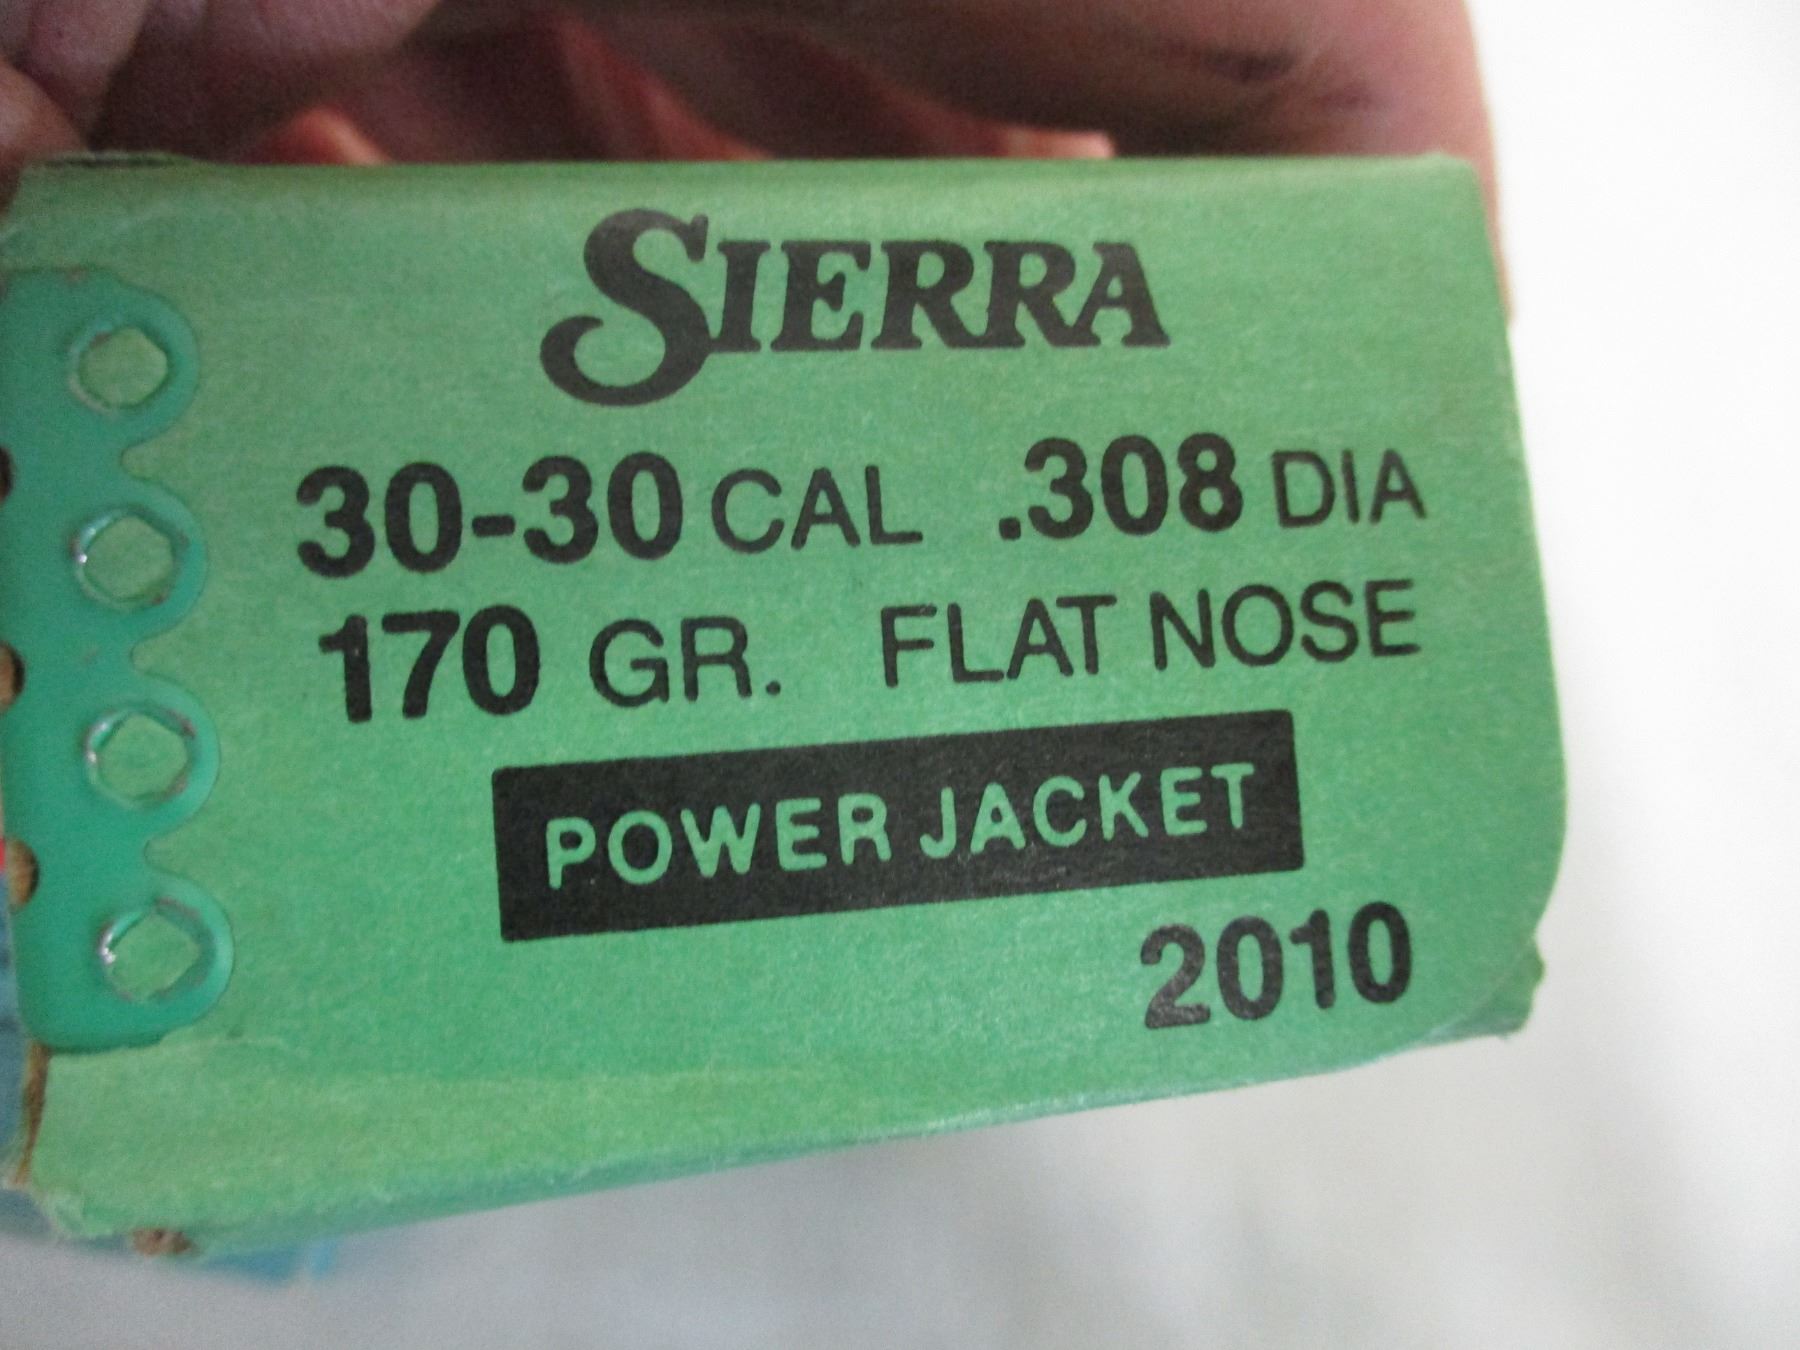 SIERRA
30-30 CAL .308 DIA
170 GR. FLAT NOSE
POWER JACKET
2010